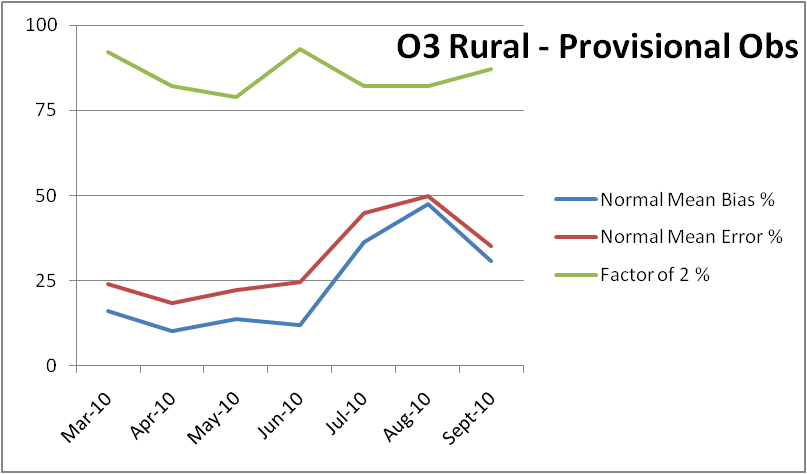 O3 Rural - Provisional Obs
100
75
50
25
0
Mar-10
Apr-10
May-10
Jun-10
Jul-10
Aug-10
Sept-10
Normal Mean Bias %
Normal Mean Error %
Factor of 2 %